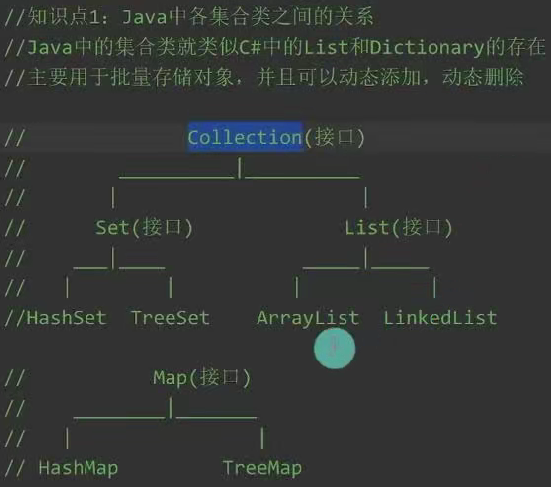 //知识点1：Java中各集合类之间的关系
//Java中的集合类就类似C#中的List和Dictionary的存在
//主要用于批量存储对象，并且可以动态添加，动态删除
// Collection(接口)
// __________|__________
// | |
// Set(接口) List(接口)
// ___|____ _____|_____
// | | | |
//HashSet TreeSet ArrayList LinkedList
// Map(接口)
// ________|_______
// | |
// HashMap TreeMap